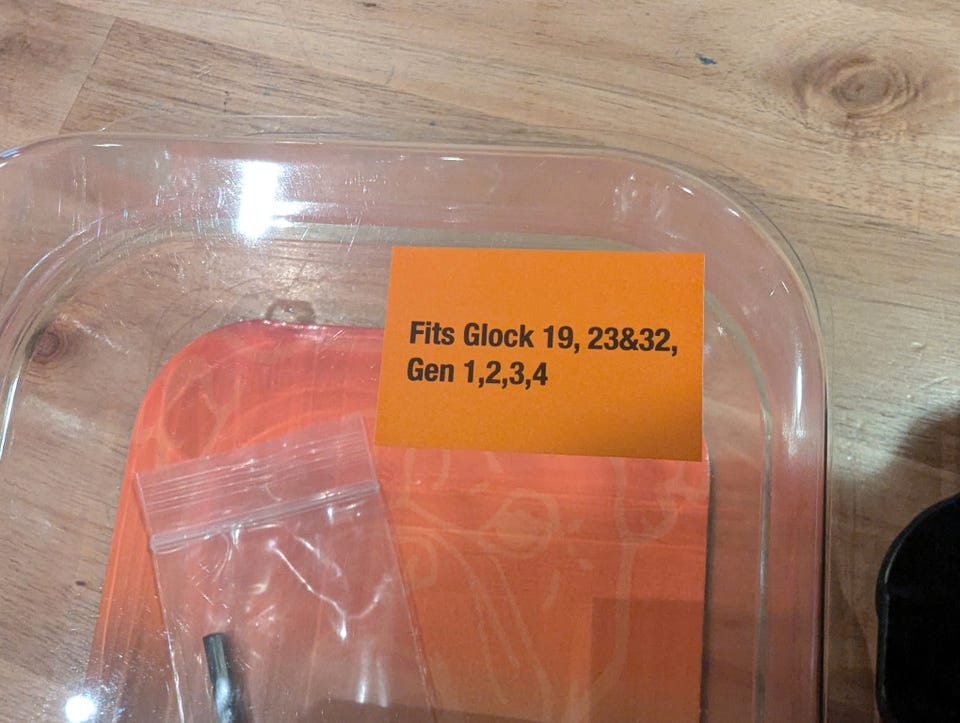 Fits Glock 19, 23&32,
Gen 1,2,3,4